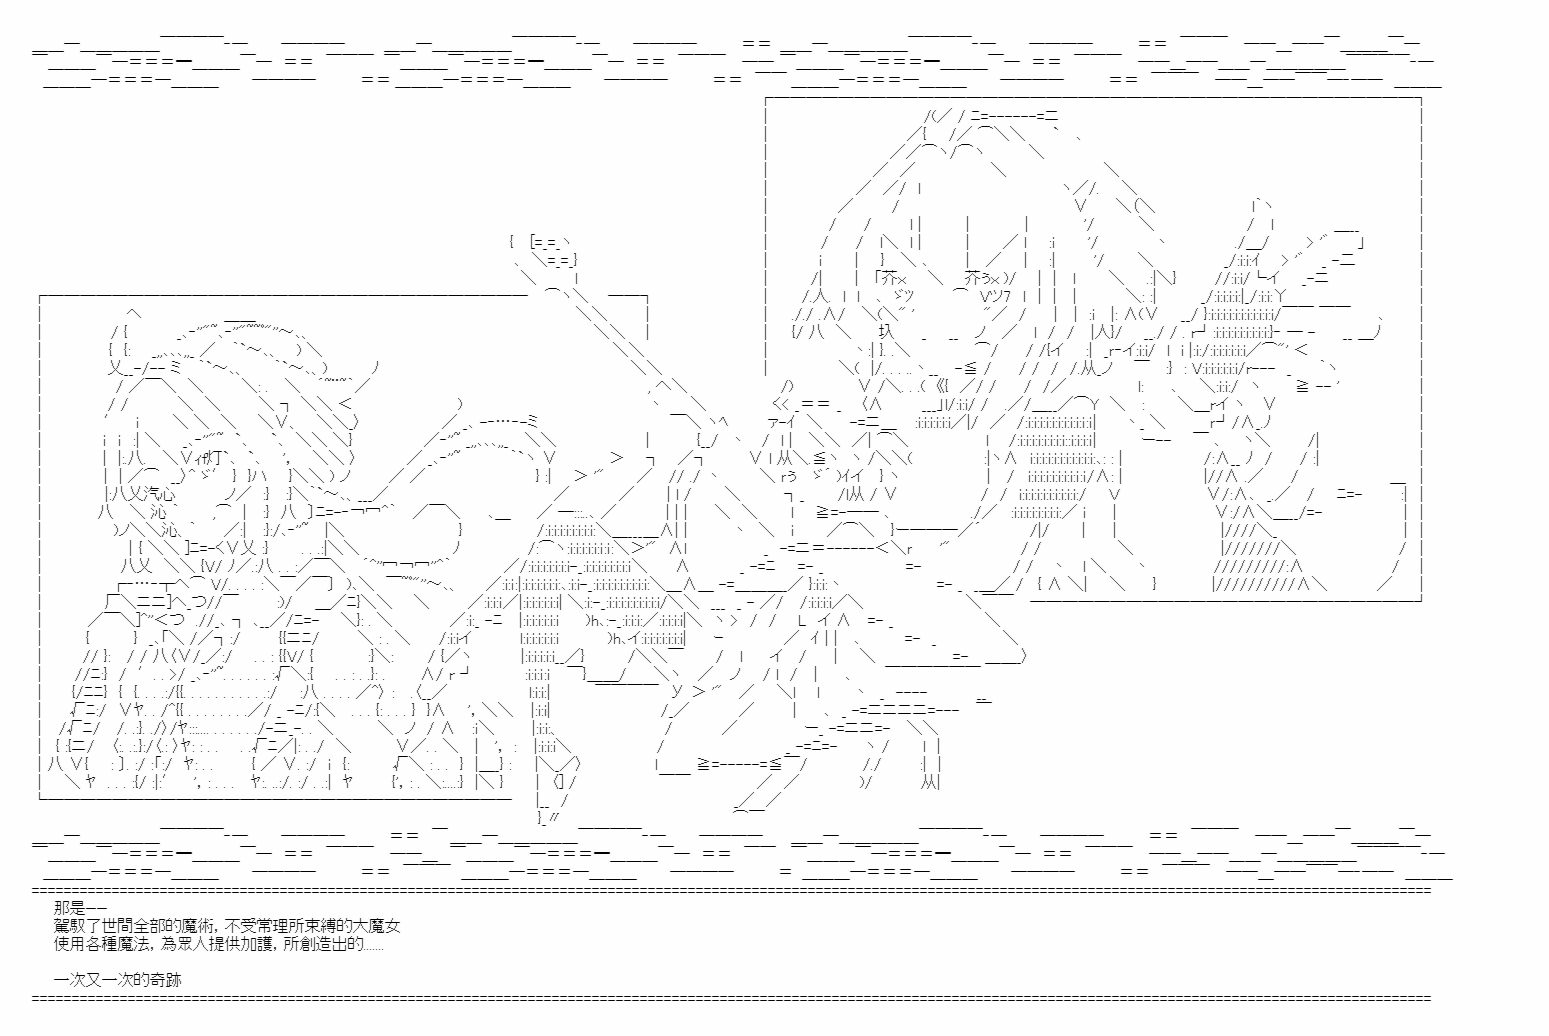 那是——
駕馭了世間全部的魔術，不受常理所束縛的大魔女
使用各種魔法，為眾人提供加護，所創造出的......
一次又一次的奇跡